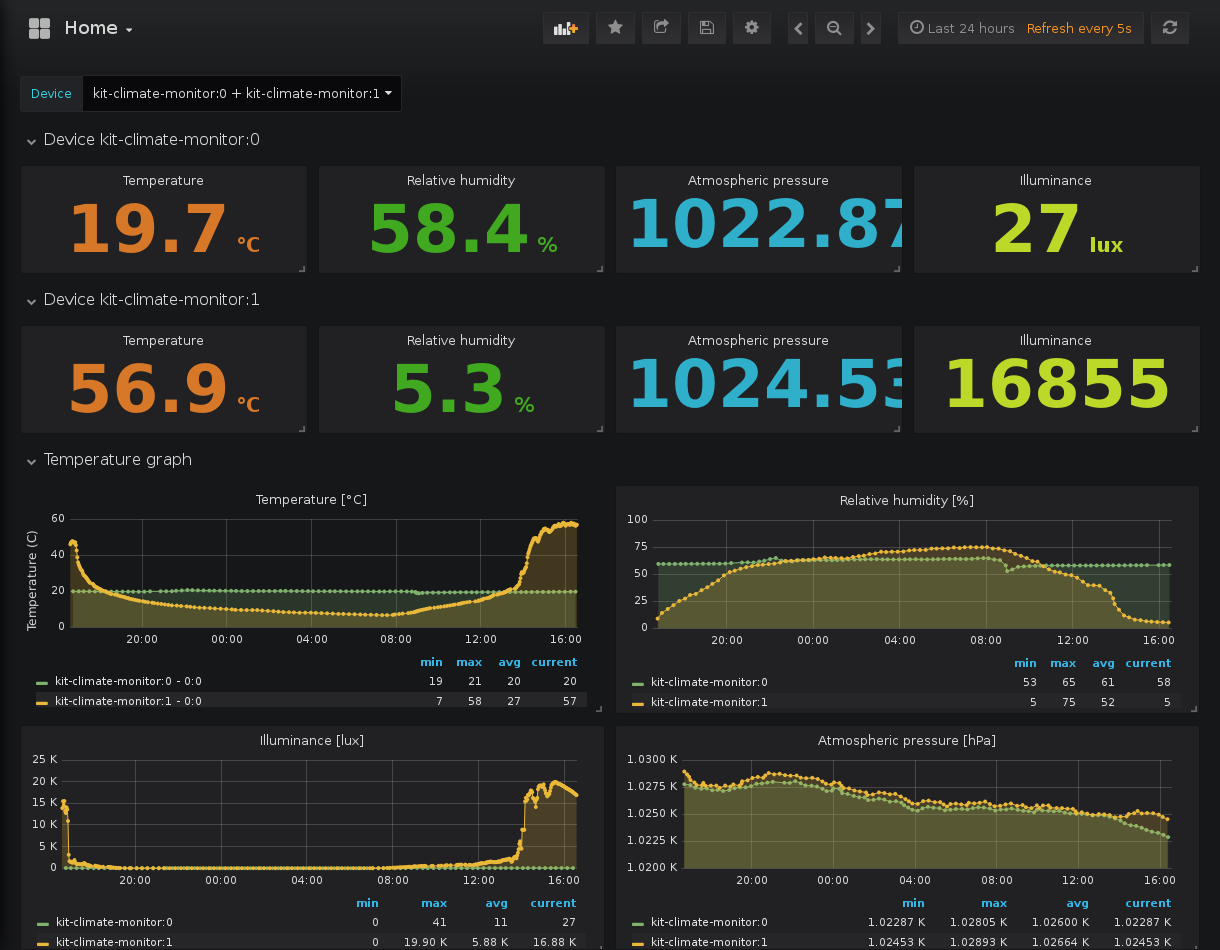 Home
Last 24 hours Refresh every 5s
Device kit-climate-monitor:0 + kit-climate-monitor:1
Device kit-climate-monitor:0
Temperature Relative humidity Atmospheric pressure Illuminance
19.7 °C 58.4 % 1022.87 27 lux
Device kit-climate-monitor:1
Temperature Relative humidity Atmospheric pressure Illuminance
56.9 °C 5.3 % 1024.53 16855
Temperature graph
Temperature [°C]
Temperature (C)
60
40
20
0
20:00 00:00 04:00 08:00 12:00 16:00
min max avg current
kit-climate-monitor:0 - 0:0 19 21 20 20
kit-climate-monitor:1 - 0:0 7 58 27 57
Relative humidity [%]
100
75
50
25
0
20:00 00:00 04:00 08:00 12:00 16:00
min max avg current
kit-climate-monitor:0 53 65 61 58
kit-climate-monitor:1 5 75 52 5
Illuminance [lux]
25 K
20 K
15 K
10 K
5 K
0
20:00 00:00 04:00 08:00 12:00 16:00
min max avg current
kit-climate-monitor:0 0 41 11 27
kit-climate-monitor:1 0 19.90 K 5.88 K 16.88 K
Atmospheric pressure [hPa]
1.0300 K
1.0275 K
1.0250 K
1.0225 K
1.0200 K
20:00 00:00 04:00 08:00 12:00 16:00
min max avg current
kit-climate-monitor:0 1.02287 K 1.02805 K 1.02600 K 1.02287 K
kit-climate-monitor:1 1.02453 K 1.02893 K 1.02664 K 1.02453 K